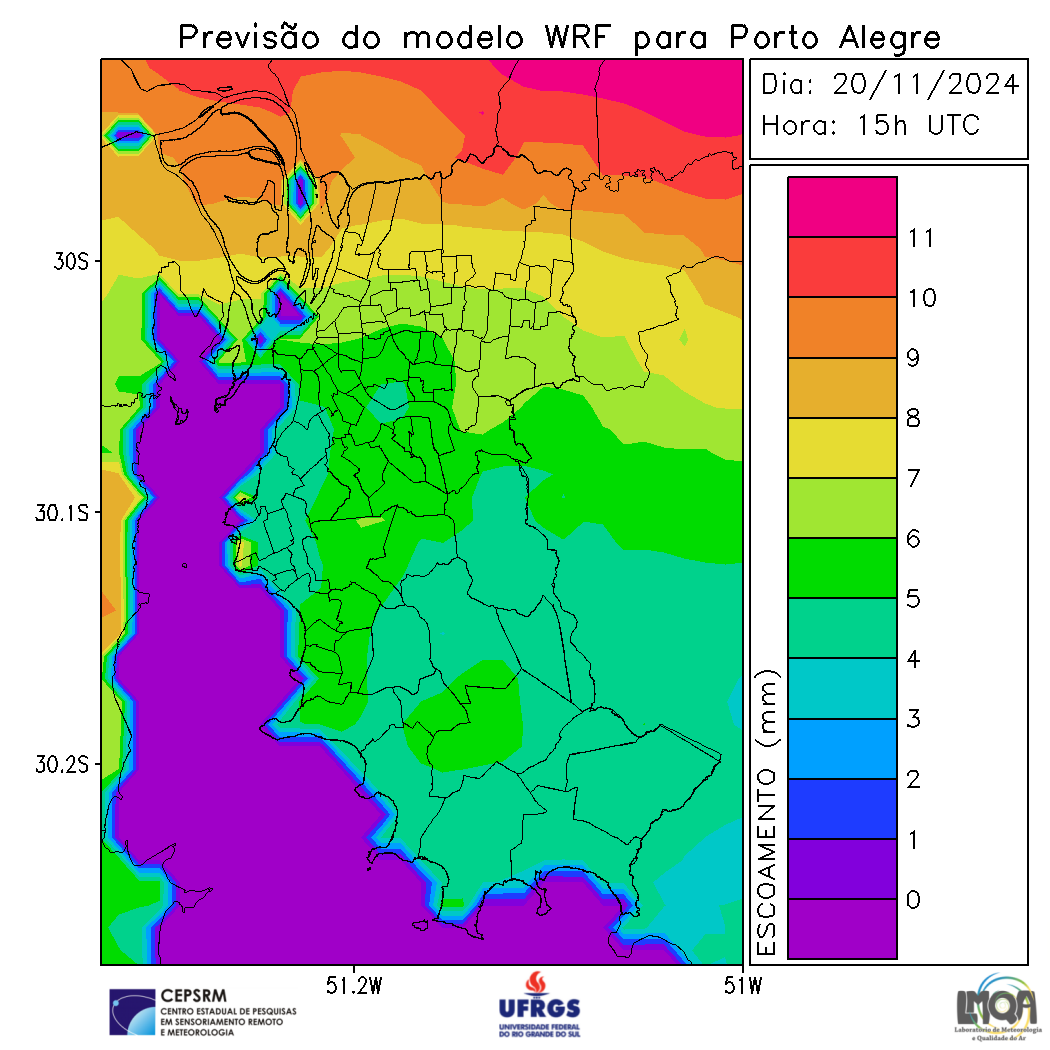 Previsão do modelo WRF para Porto Alegre
Dia: 20/11/2024
Hora: 15h UTC
11
10
9
8
7
6
5
4
3
2
1
0
ESCOAMENTO (mm)
30S
30.1S
30.2S
51.2W
51W
CEPSRM
CENTRO ESTADUAL DE PESQUISAS
EM SENSORIAMENTO REMOTO
E METEOROLOGIA
UFRGS
UNIVERSIDADE FEDERAL
DO RIO GRANDE DO SUL
LMQA
Laboratório de Meteorologia
e Qualidade do Ar